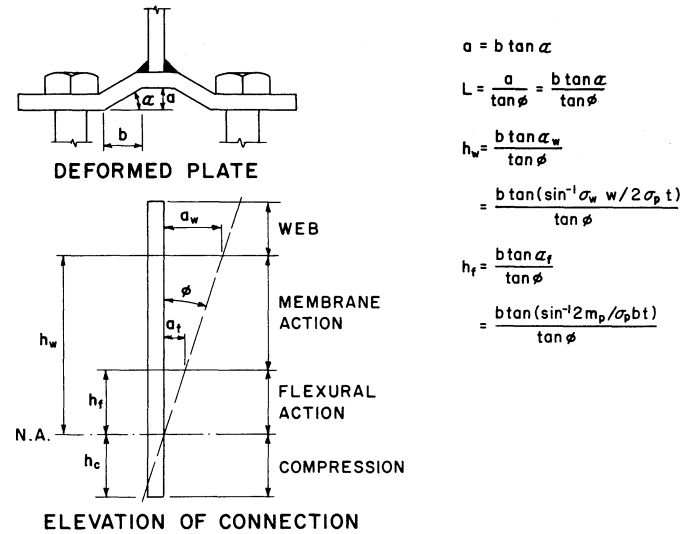 α a
b
DEFORMED PLATE
a = b tan α
L = a / tan ø = b tan α / tan ø
h_w = b tan α_w / tan ø
= b tan(sin⁻¹ σ_w w/2σ_p t) / tan ø
h_f = b tan α_f / tan ø
= b tan(sin⁻¹ 2m_p/σ_p bt) / tan ø
a_w
WEB
ø
MEMBRANE
ACTION
a_f
h_w
h_f
FLEXURAL
ACTION
N.A.
h_c
COMPRESSION
ELEVATION OF CONNECTION